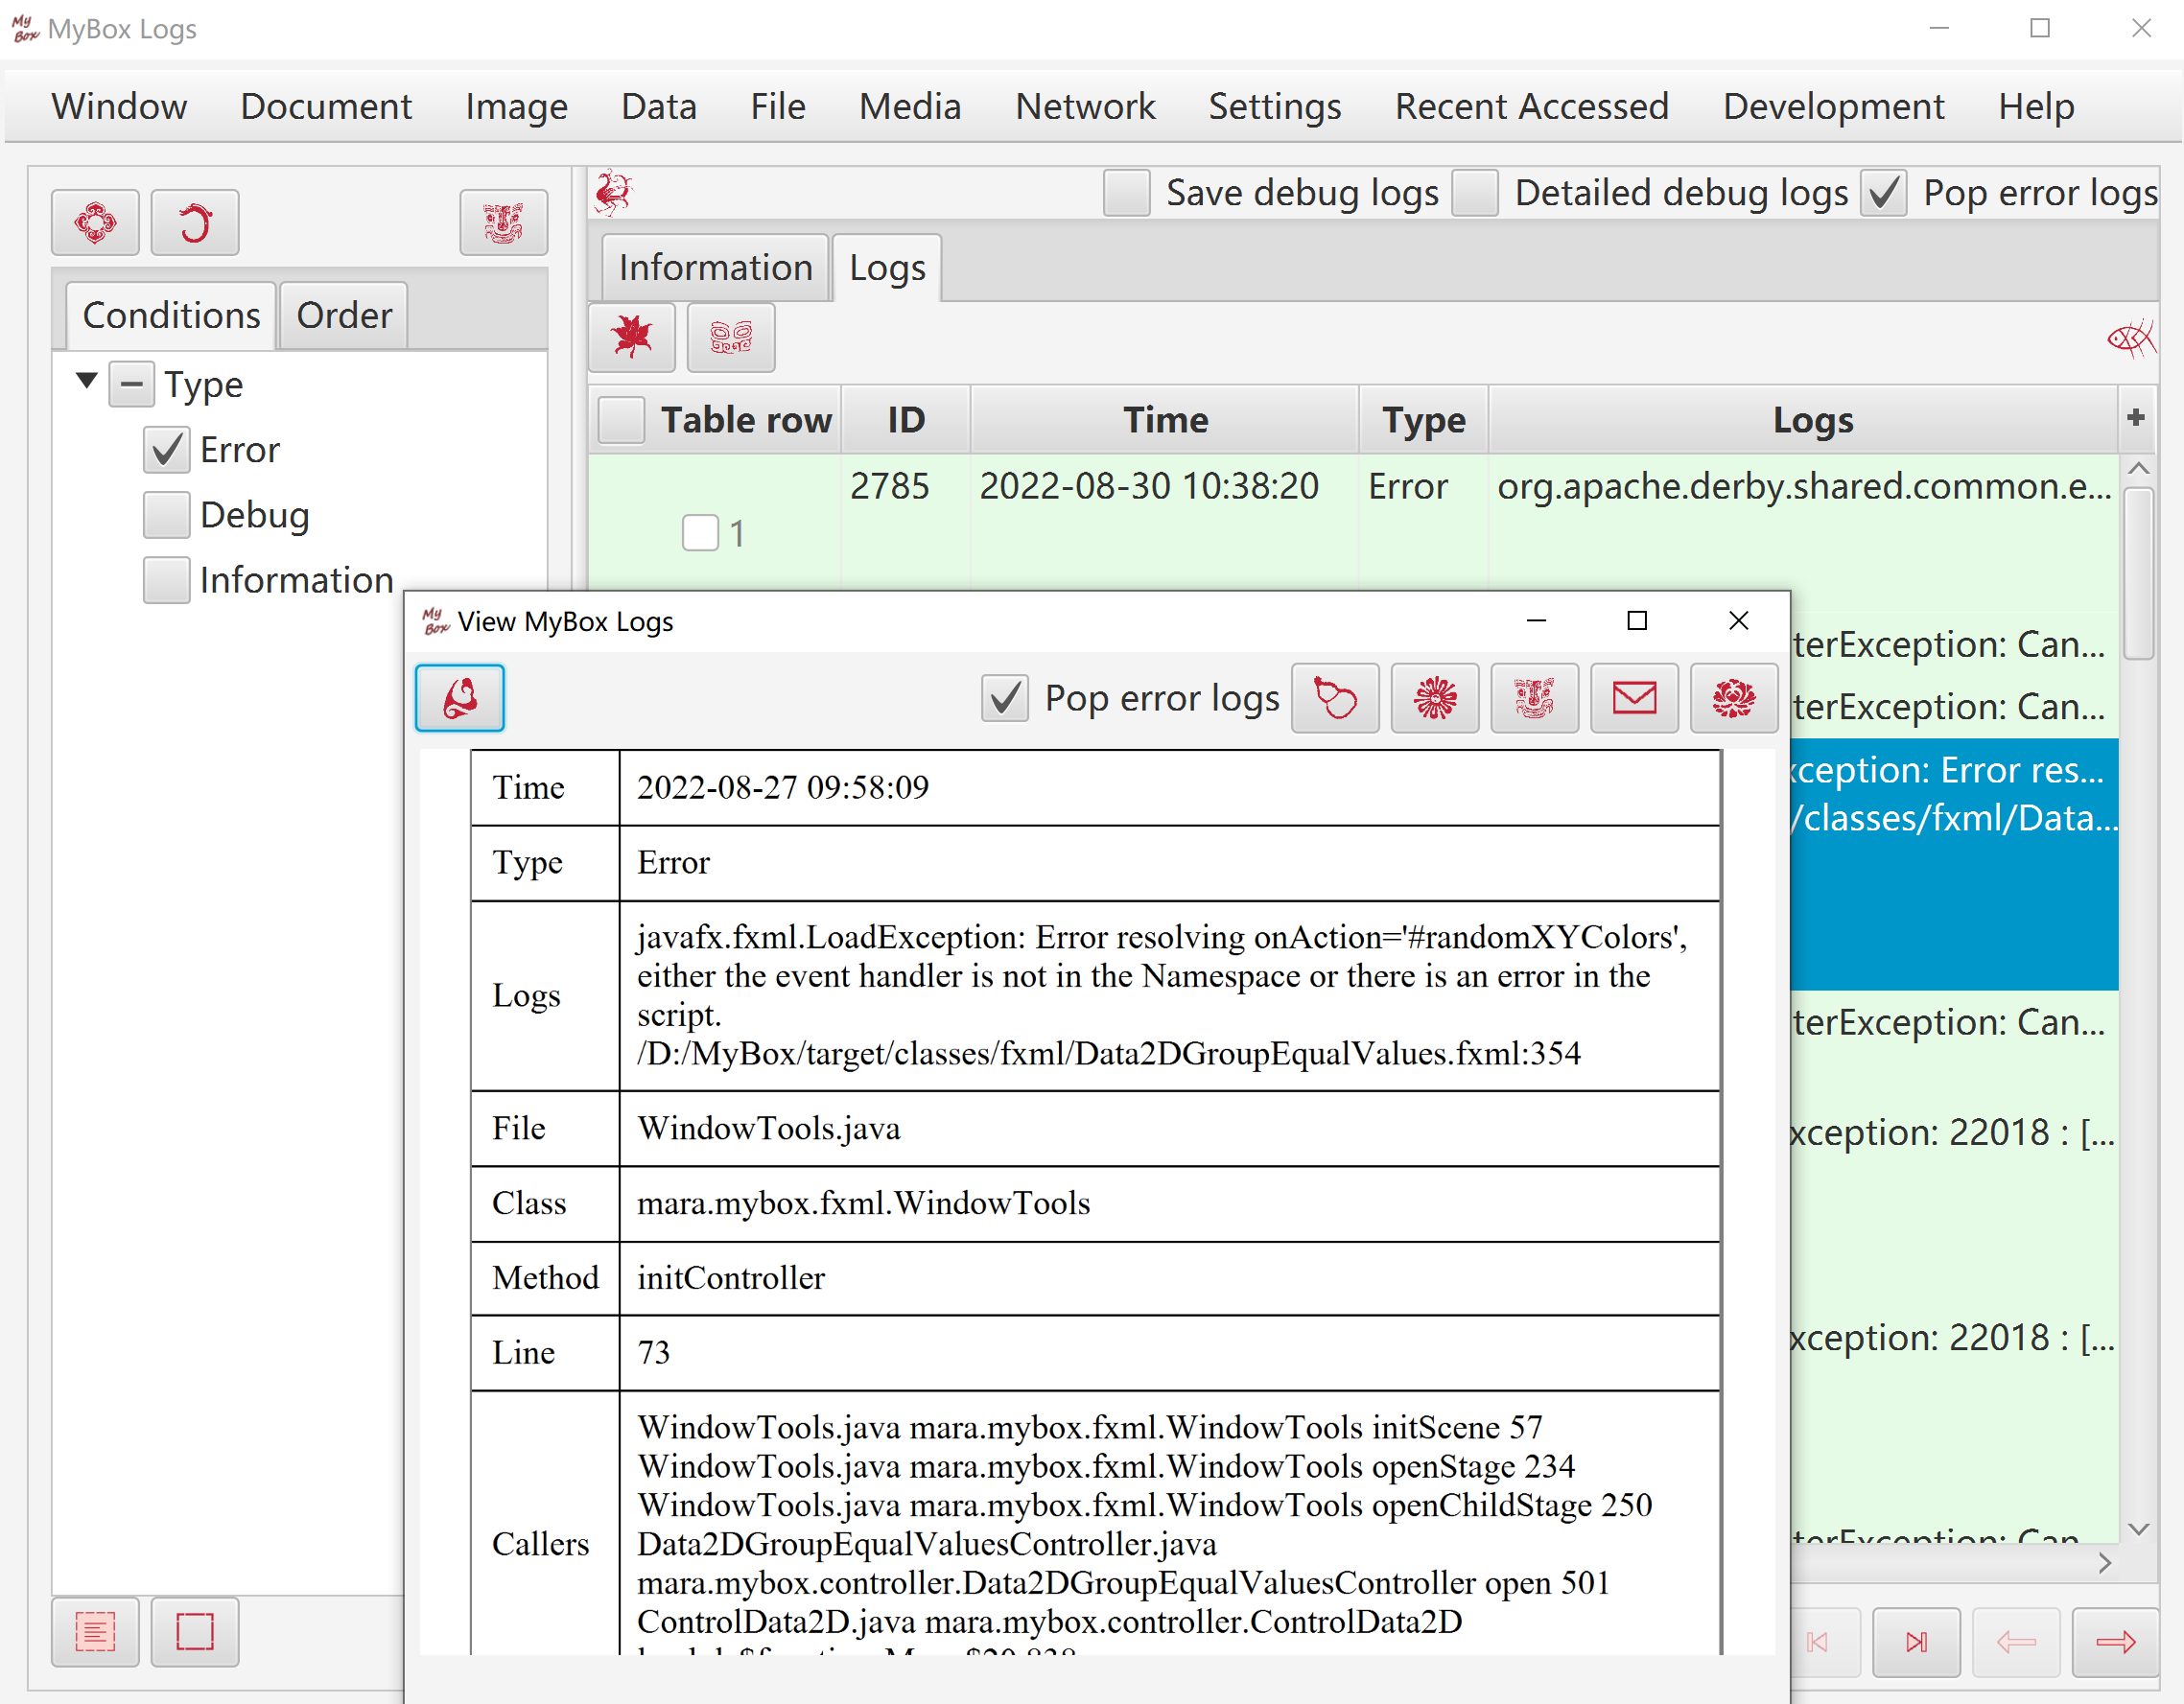 My Box MyBox Logs
Window Document Image Data File Media Network Settings Recent Accessed Development Help
Save debug logs Detailed debug logs Pop error logs
Information Logs
Conditions Order
Type
Error
Debug
Information
Table row ID Time Type Logs +
1 2785 2022-08-30 10:38:20 Error org.apache.derby.shared.common.e...
terException: Can...
terException: Can...
xception: Error res...
/classes/fxml/Data...
terException: Can...
xception: 22018 : [...
xception: 22018 : [...
terException: Can...
My Box View MyBox Logs
Pop error logs
Time 2022-08-27 09:58:09
Type Error
Logs javafx.fxml.LoadException: Error resolving onAction='#randomXYColors',
either the event handler is not in the Namespace or there is an error in the
script.
/D:/MyBox/target/classes/fxml/Data2DGroupEqualValues.fxml:354
File WindowTools.java
Class mara.mybox.fxml.WindowTools
Method initController
Line 73
Callers WindowTools.java mara.mybox.fxml.WindowTools initScene 57
WindowTools.java mara.mybox.fxml.WindowTools openStage 234
WindowTools.java mara.mybox.fxml.WindowTools openChildStage 250
Data2DGroupEqualValuesController.java
mara.mybox.controller.Data2DGroupEqualValuesController open 501
ControlData2D.java mara.mybox.controller.ControlData2D